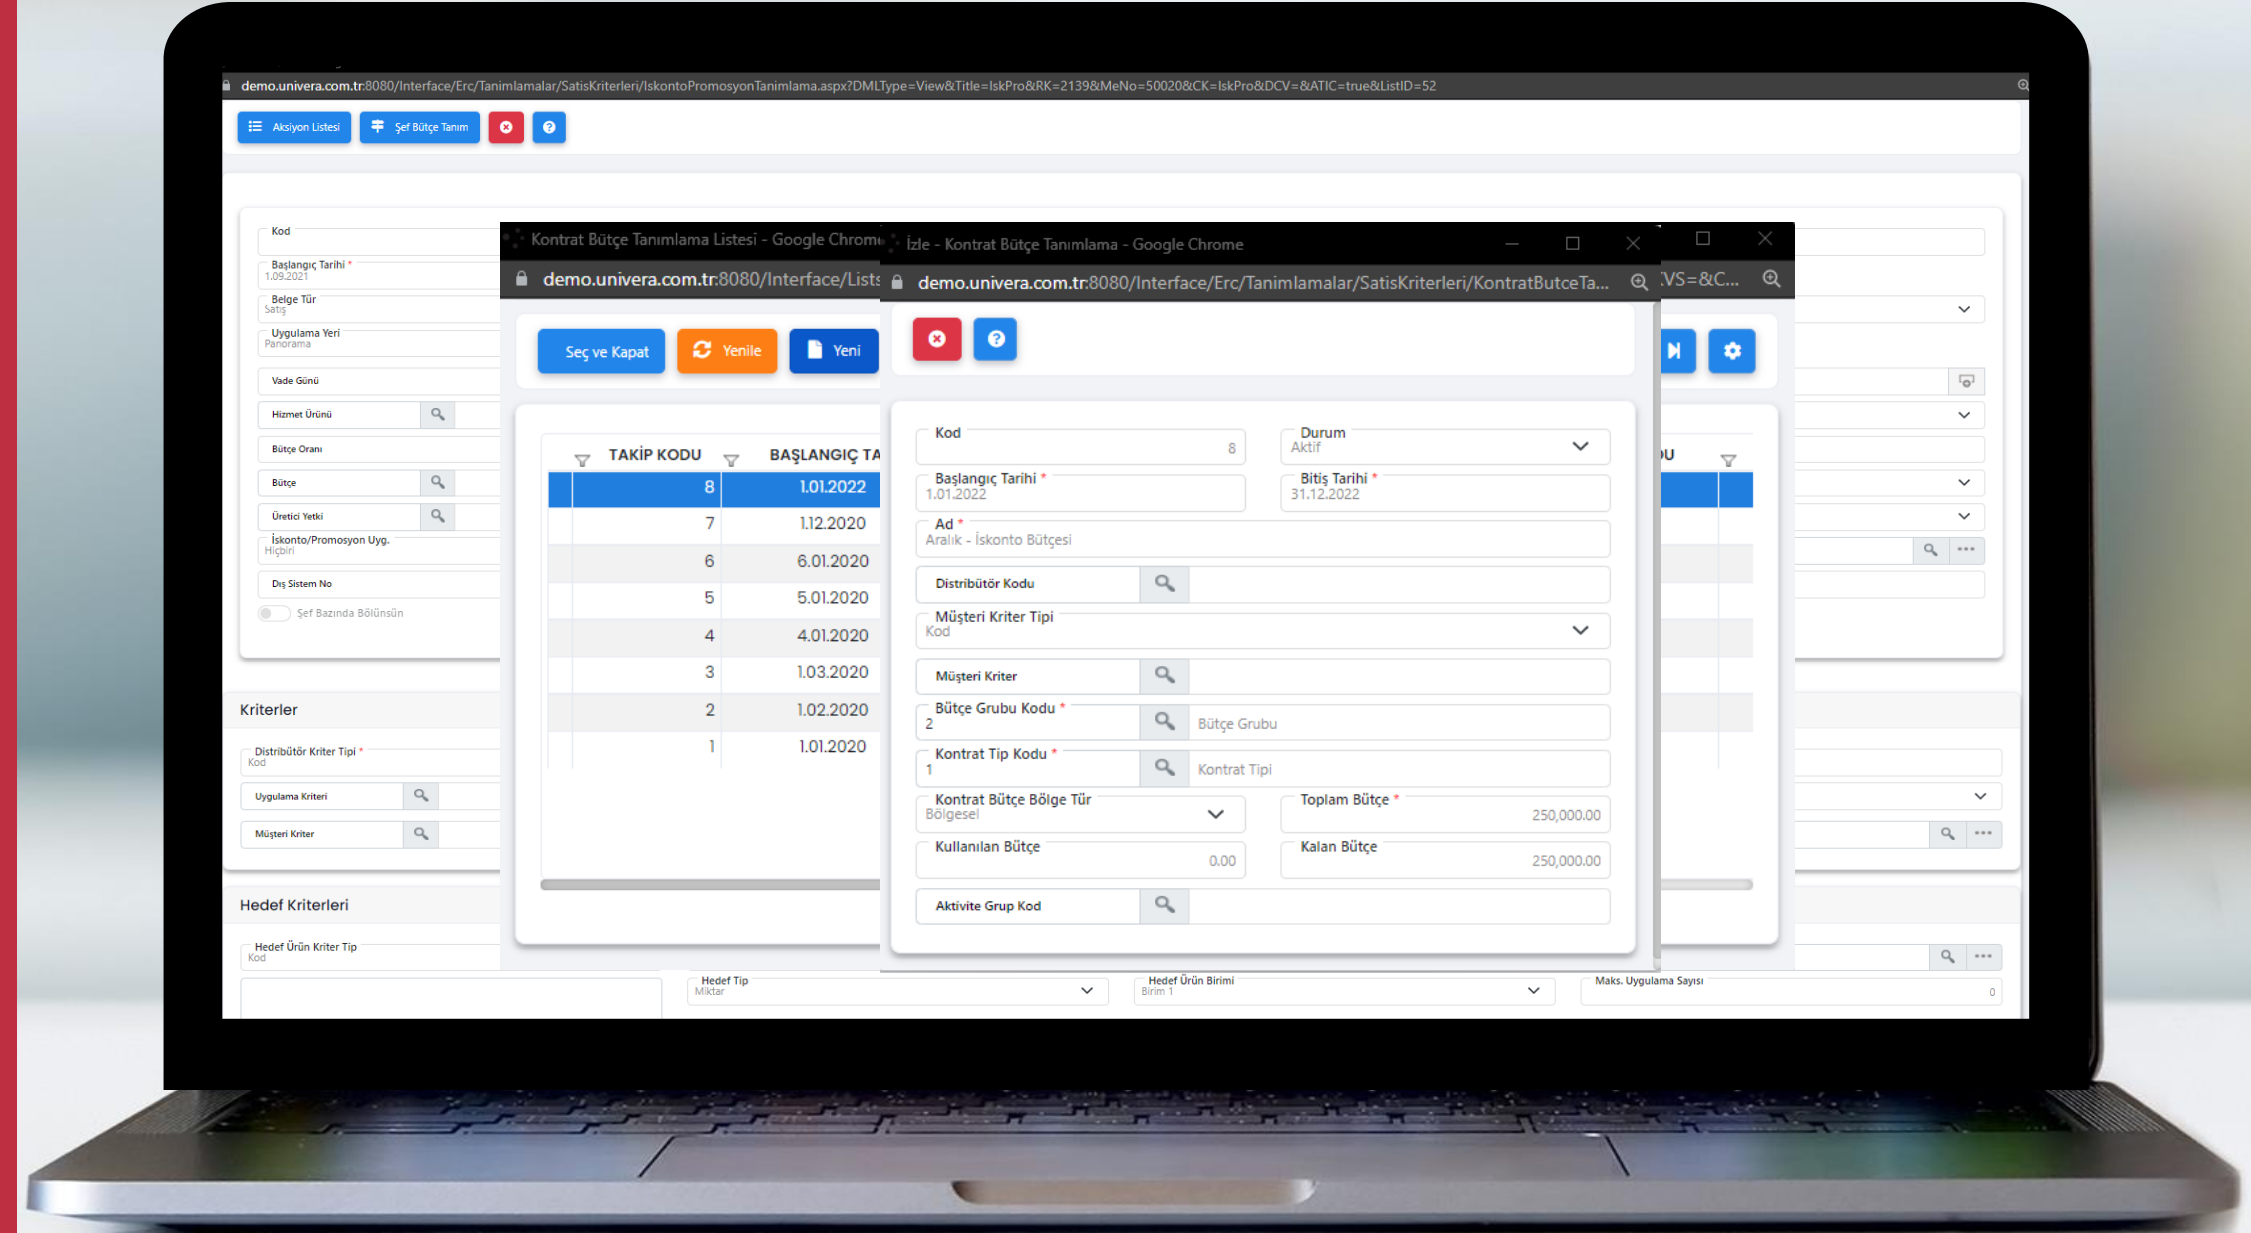 demo.univera.com.tr:8080/Interface/Erc/Tanimlamalar/SatisKriterleri/IskontoPromosyonTanimlama.aspx?DMLType=View&Title=IskPro&RK=2139&MeNo=50020&CK=IskPro&DCV=&ATIC=true&ListID=52
Aksiyon Listesi
Şef Bütçe Tanım
Kod
Başlangıç Tarihi *
1.09.2021
Belge Tür
Satış
Uygulama Yeri
Panorama
Vade Günü
Hizmet Ürünü
Bütçe Oranı
Bütçe
Üretici Yetki
İskonto/Promosyon Uyg.
Hiçbiri
Dış Sistem No
Şef Bazında Bölünsün
Kriterler
Distribütör Kriter Tipi *
Kod
Uygulama Kriteri
Müşteri Kriter
Hedef Kriterleri
Hedef Ürün Kriter Tip
Kod
Hedef Tip
Miktar
Hedef Ürün Birimi
Birim 1
Maks. Uygulama Sayısı
0
Kontrat Bütçe Tanımlama Listesi - Google Chrome
demo.univera.com.tr:8080/Interface/Lists
VS=&C...
Seç ve Kapat
Yenile
Yeni
TAKİP KODU BAŞLANGIÇ TA
DU
8 1.01.2022
7 1.12.2020
6 6.01.2020
5 5.01.2020
4 4.01.2020
3 1.03.2020
2 1.02.2020
1 1.01.2020
İzle - Kontrat Bütçe Tanımlama - Google Chrome
demo.univera.com.tr:8080/Interface/Erc/Tanimlamalar/SatisKriterleri/KontratButceTa...
Kod
8
Durum
Aktif
Başlangıç Tarihi *
1.01.2022
Bitiş Tarihi *
31.12.2022
Ad *
Aralık - İskonto Bütçesi
Distribütör Kodu
Müşteri Kriter Tipi
Kod
Müşteri Kriter
Bütçe Grubu Kodu *
2
Bütçe Grubu
Kontrat Tip Kodu *
1
Kontrat Tipi
Kontrat Bütçe Bölge Tür
Bölgesel
Toplam Bütçe *
250,000.00
Kullanılan Bütçe
0.00
Kalan Bütçe
250,000.00
Aktivite Grup Kod